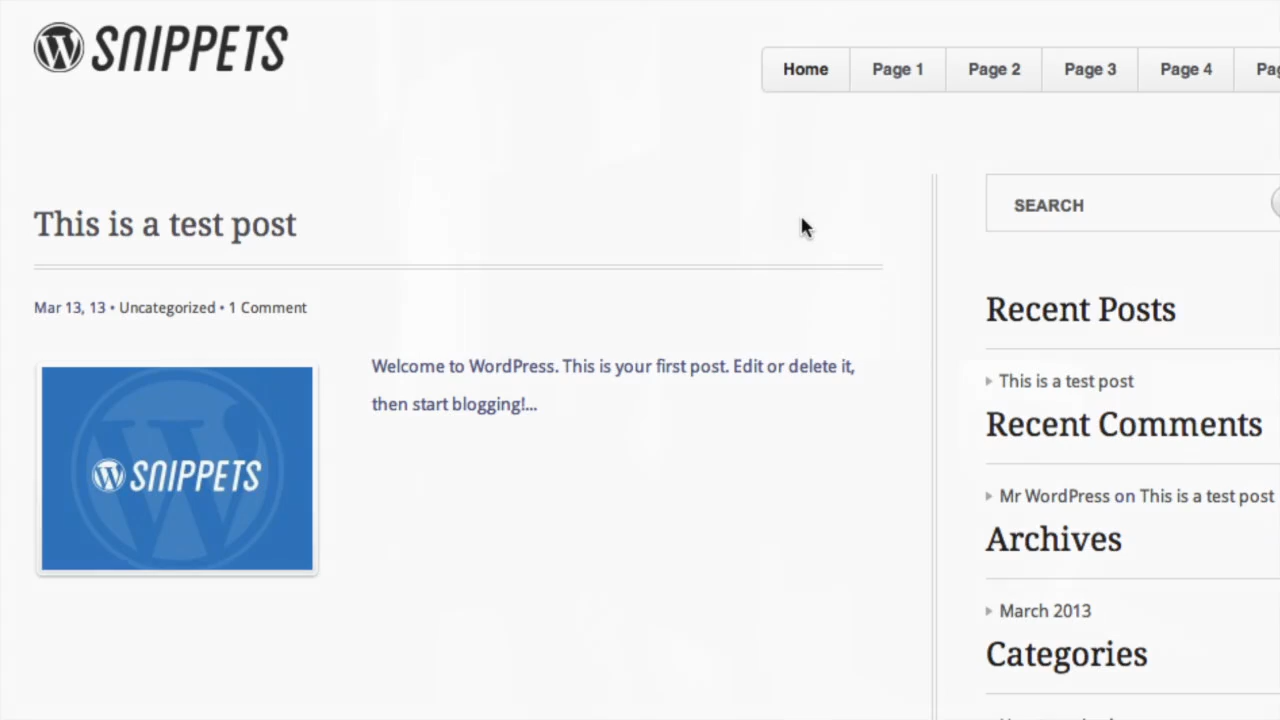 SNIPPETS
Home Page 1 Page 2 Page 3 Page 4
This is a test post
Mar 13, 13 • Uncategorized • 1 Comment
Welcome to WordPress. This is your first post. Edit or delete it,
then start blogging!...
SNIPPETS
SEARCH
Recent Posts
This is a test post
Recent Comments
Mr WordPress on This is a test post
Archives
March 2013
Categories